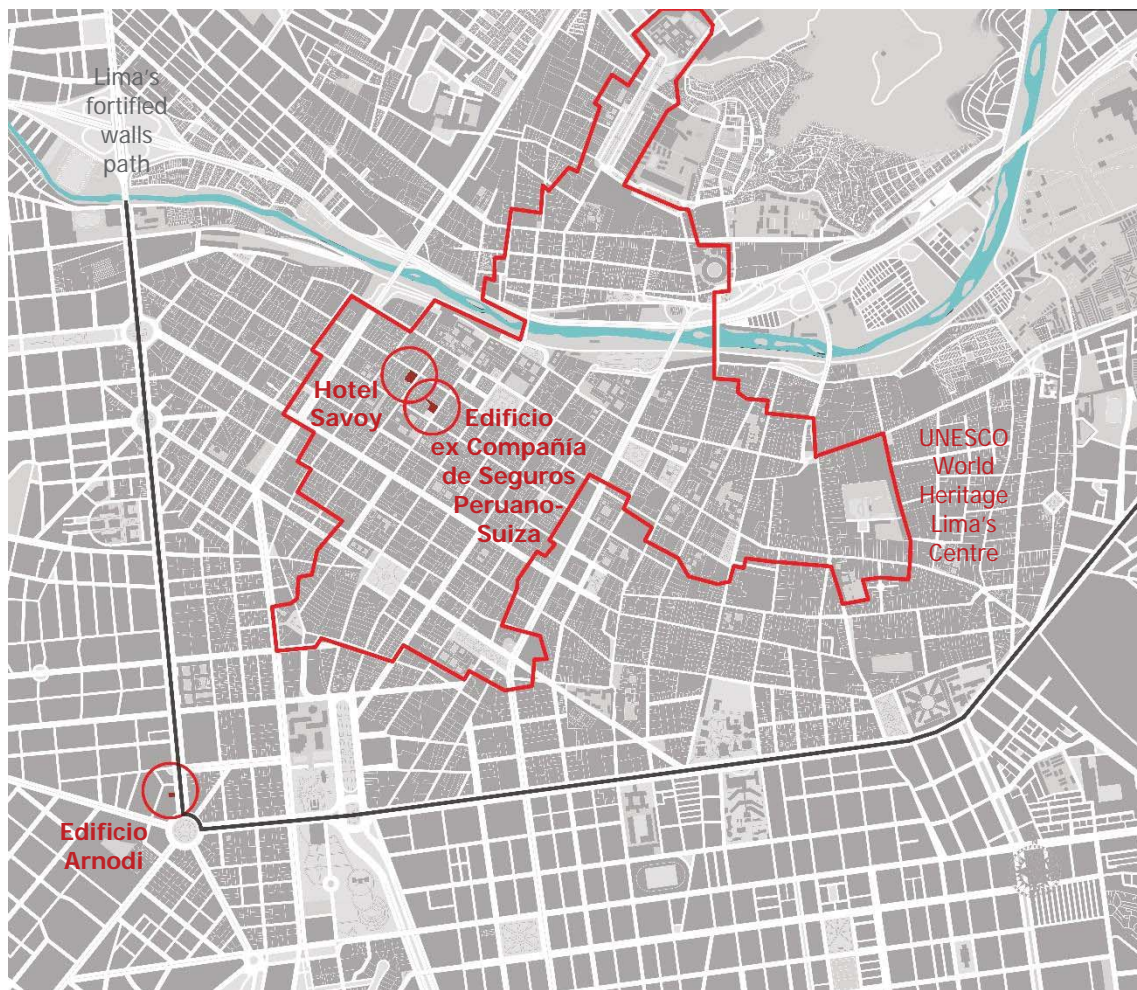 Lima's
fortified
walls
path
Hotel
Savoy
Edificio
ex Compañía
de Seguros
Peruano-
Suiza
UNESCO
World
Heritage
Lima's
Centre
Edificio
Arnodi